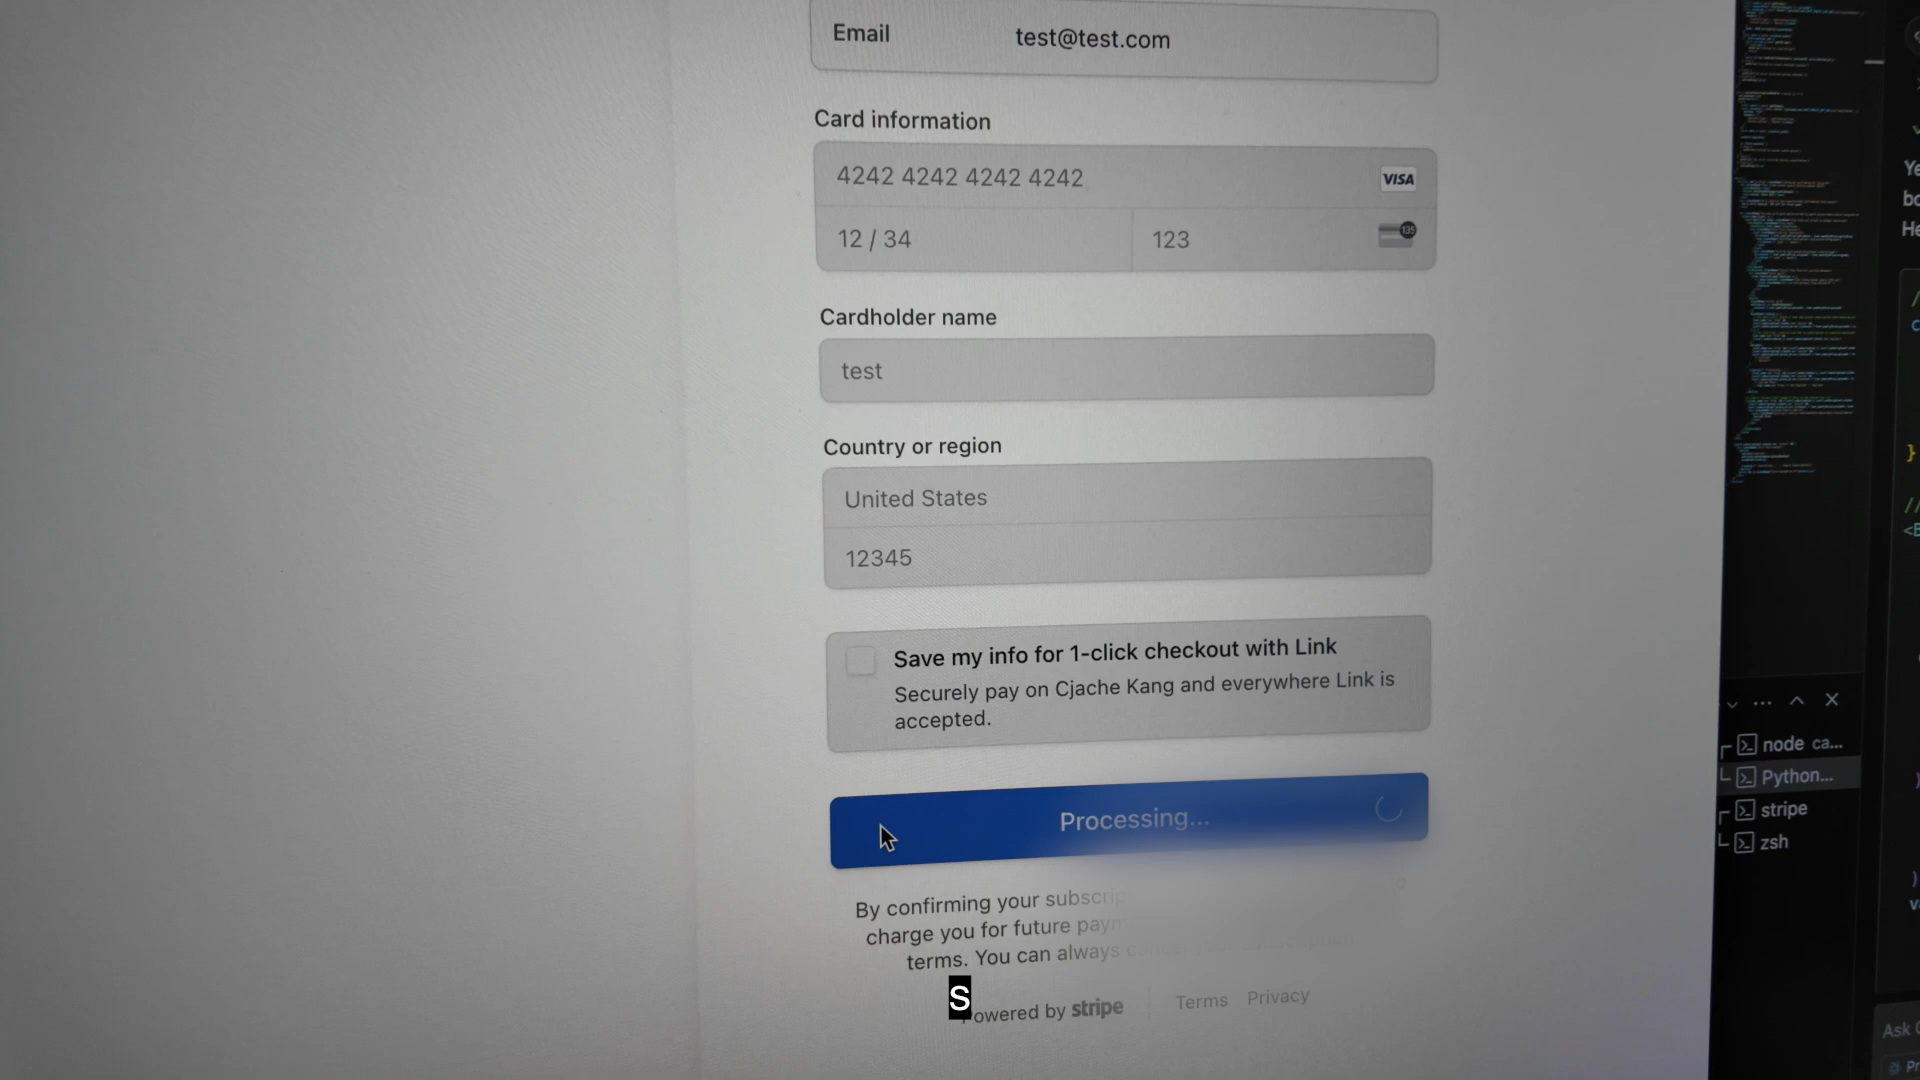 Email test@test.com
Card information
4242 4242 4242 4242 VISA
12 / 34 123 135
Cardholder name
test
Country or region
United States
12345
Save my info for 1-click checkout with Link
Securely pay on Cjache Kang and everywhere Link is
accepted.
Processing...
By confirming your
charge you for future
terms. You can always
S
Powered by stripe Terms Privacy
node ca...
Python...
stripe
zsh
Ask